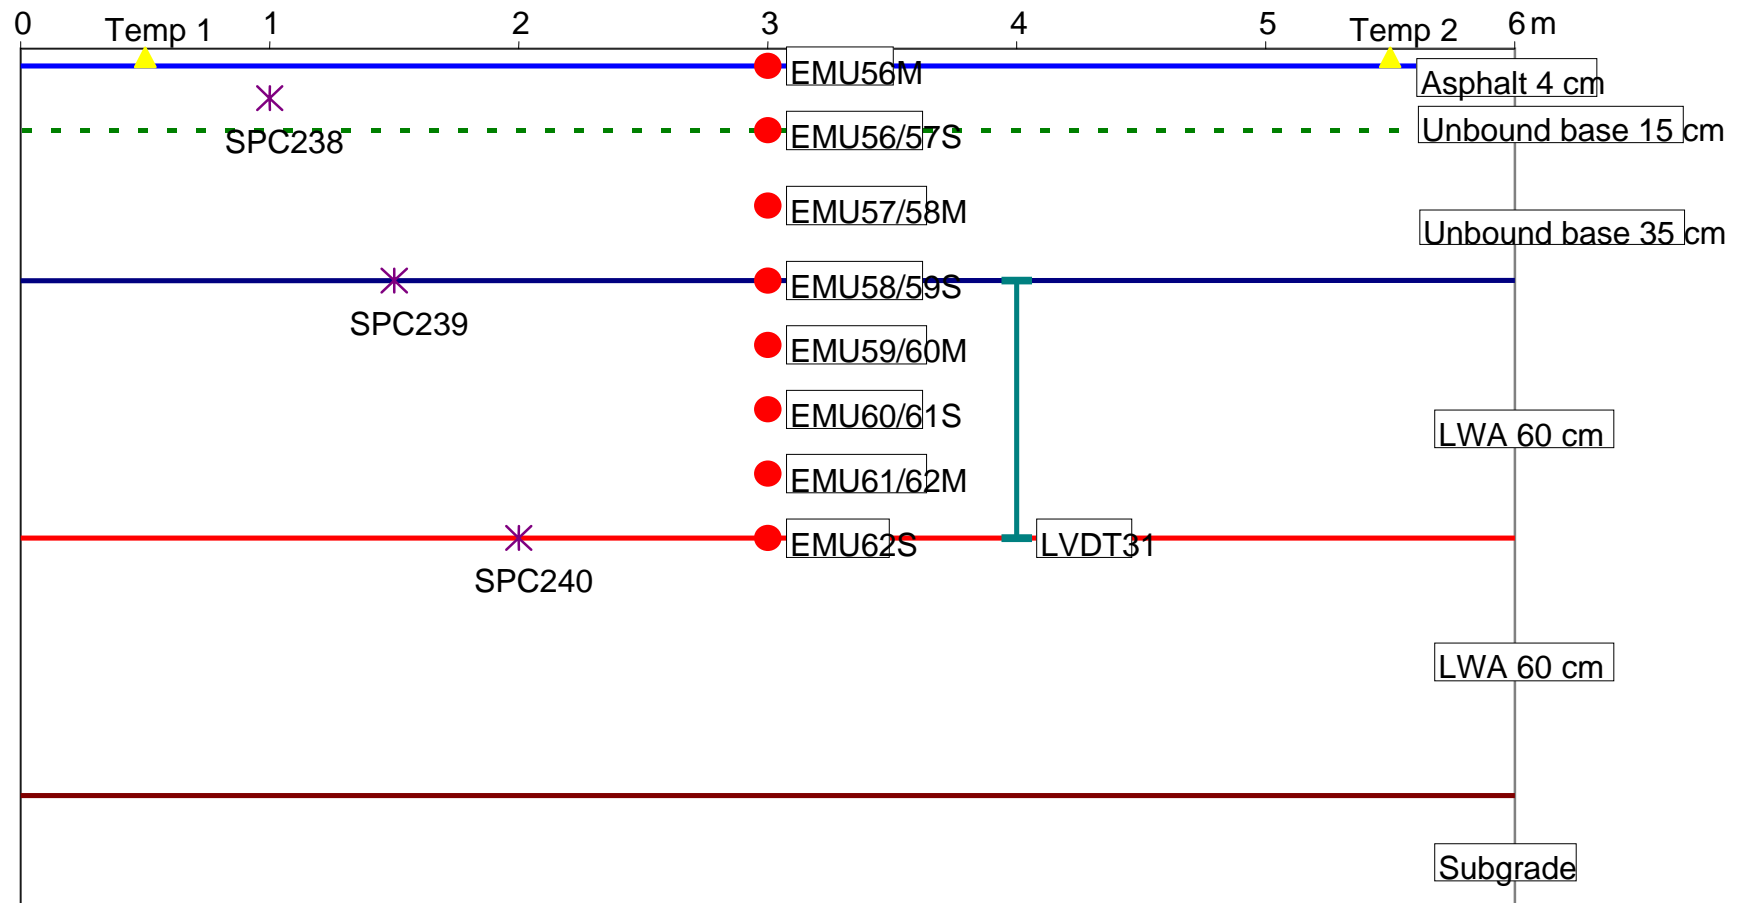 0 Temp 1 1 2 3 4 5 Temp 2 6 m
EMU56M
Asphalt 4 cm
SPC238
EMU56/57S
Unbound base 15 cm
EMU57/58M
Unbound base 35 cm
EMU58/59S
SPC239
EMU59/60M
EMU60/61S
LWA 60 cm
EMU61/62M
EMU62S
LVDT31
SPC240
LWA 60 cm
Subgrade